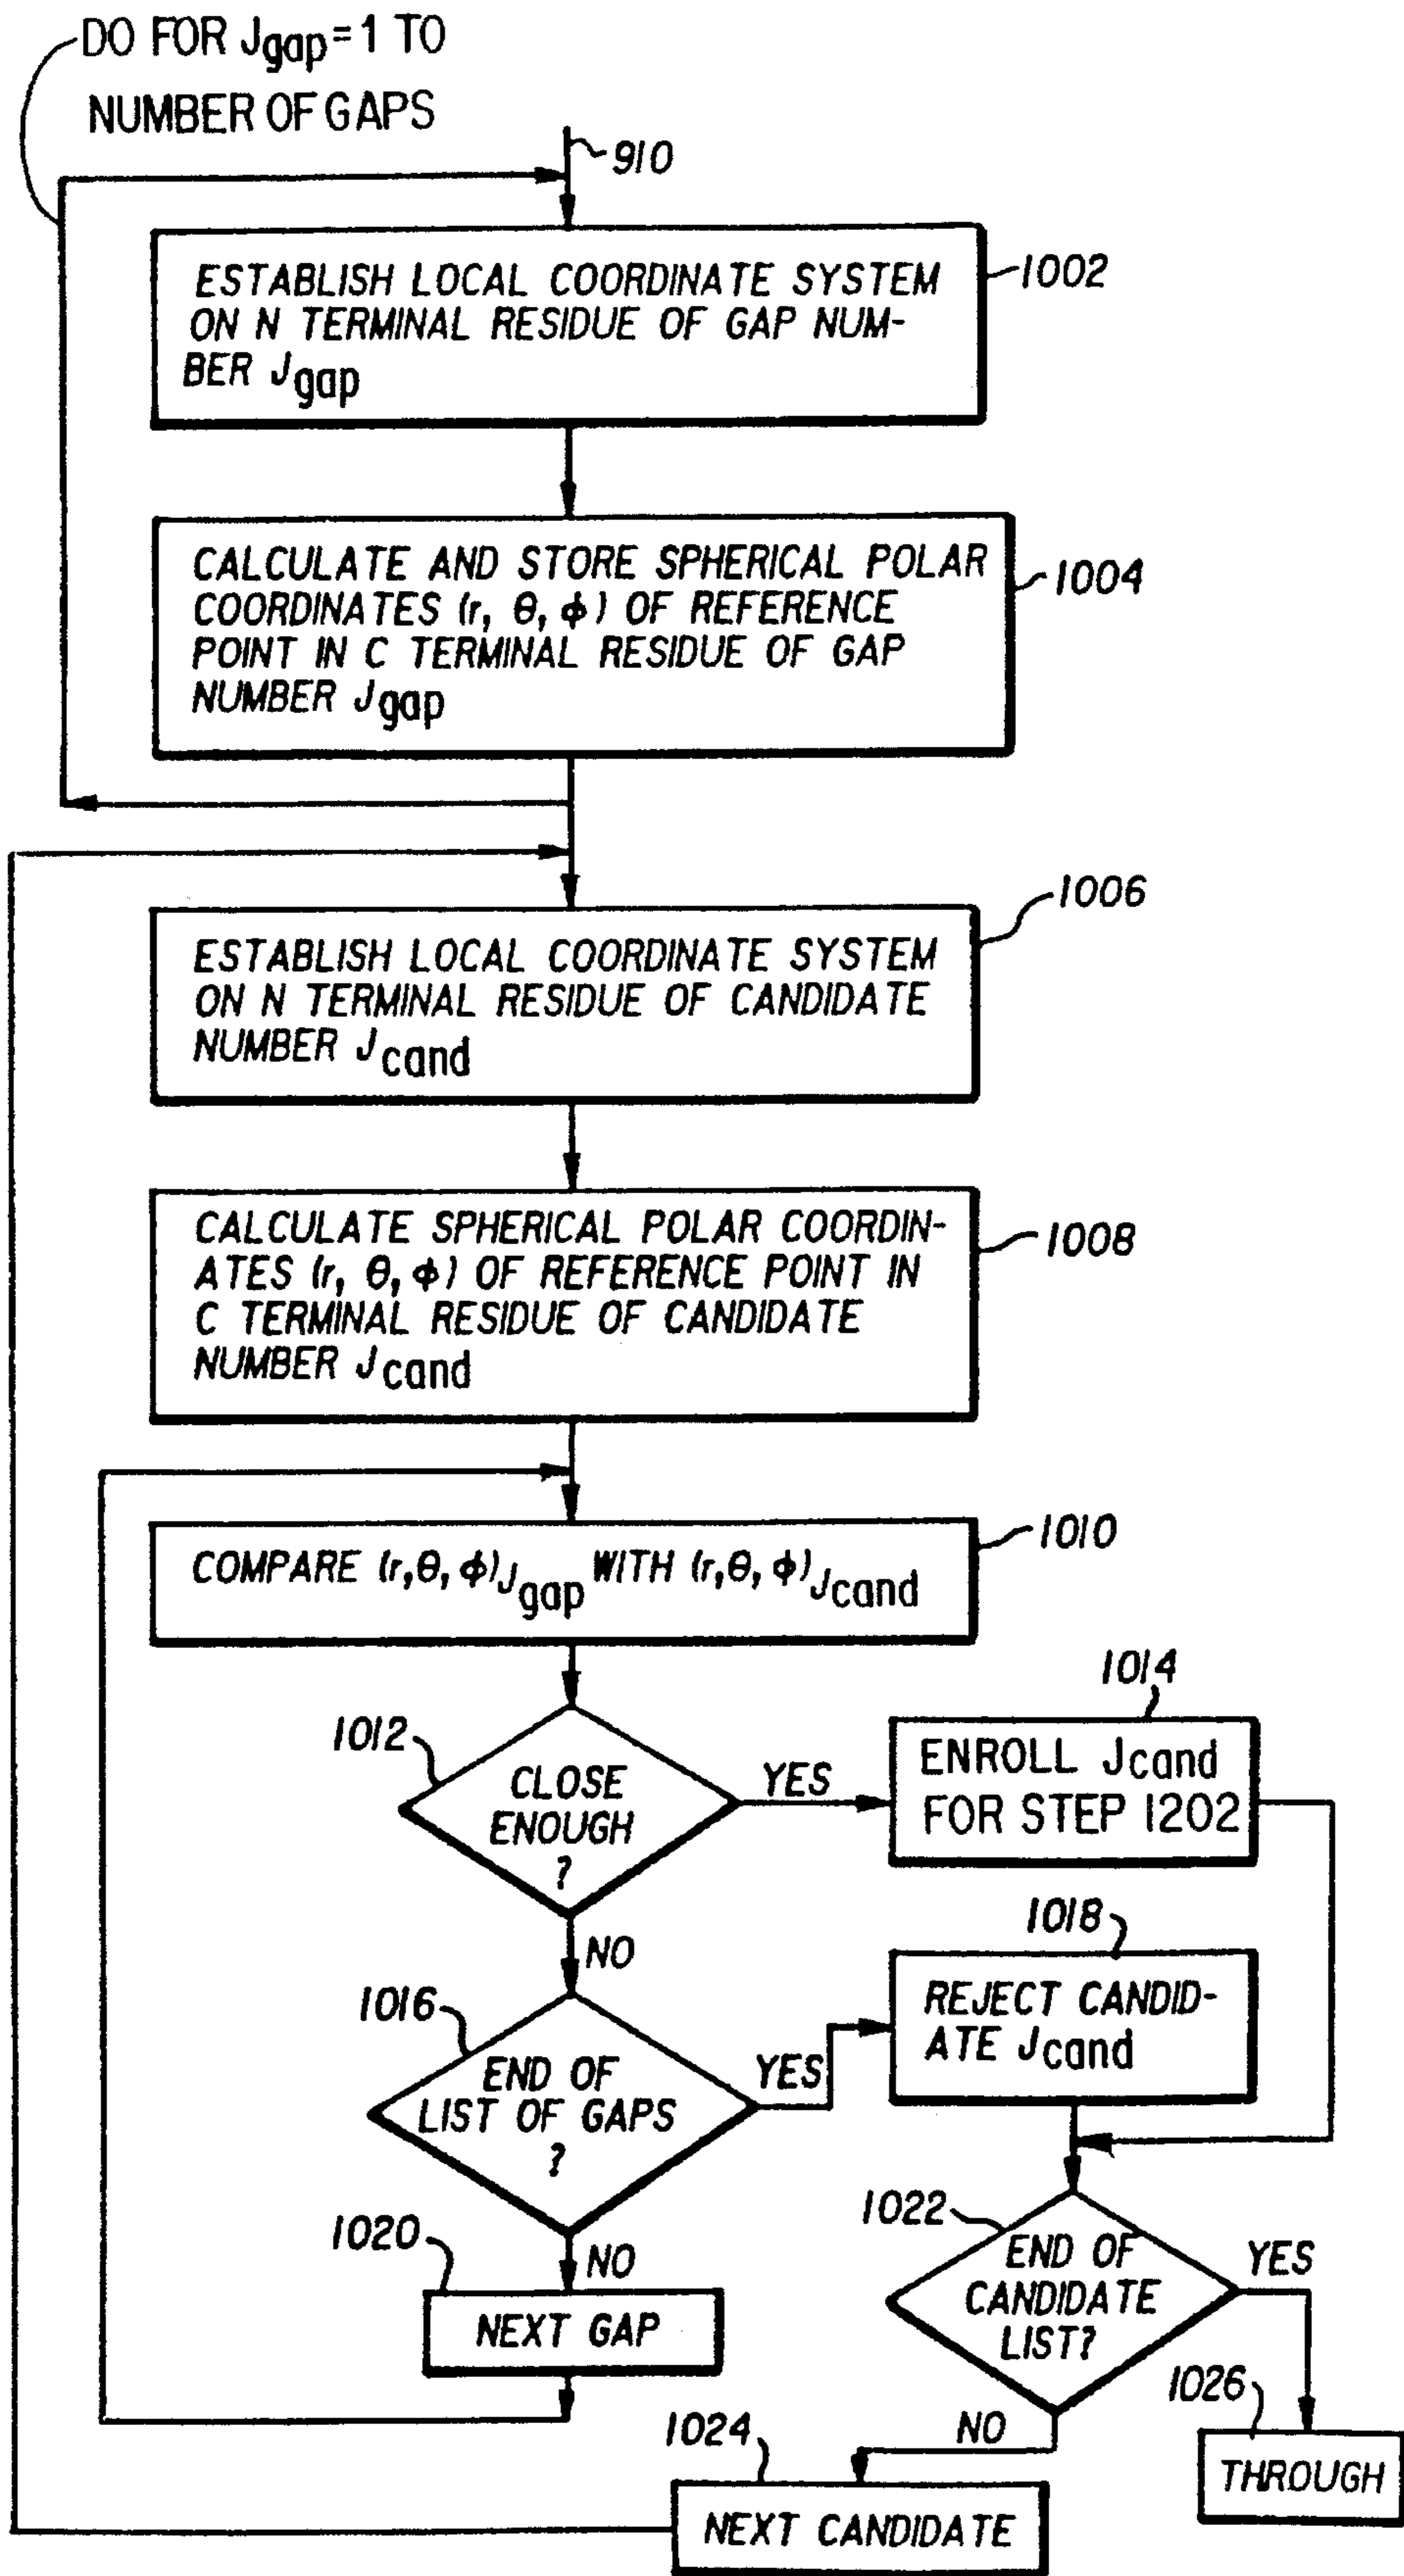 DO FOR Jgap = 1 TO
NUMBER OF GAPS
910
1002
ESTABLISH LOCAL COORDINATE SYSTEM
ON N TERMINAL RESIDUE OF GAP NUM-
BER Jgap
1004
CALCULATE AND STORE SPHERICAL POLAR
COORDINATES (r, θ, ϕ) OF REFERENCE
POINT IN C TERMINAL RESIDUE OF GAP
NUMBER Jgap
1006
ESTABLISH LOCAL COORDINATE SYSTEM
ON N TERMINAL RESIDUE OF CANDIDATE
NUMBER Jcand
1008
CALCULATE SPHERICAL POLAR COORDIN-
ATES (r, θ, ϕ) OF REFERENCE POINT IN
C TERMINAL RESIDUE OF CANDIDATE
NUMBER Jcand
1010
COMPARE (r,θ, ϕ)Jgap WITH (r,θ, ϕ)Jcand
1012
CLOSE
ENOUGH
?
YES
NO
1014
ENROLL Jcand
FOR STEP 1202
1016
END OF
LIST OF GAPS
?
YES
NO
1018
REJECT CANDID-
ATE Jcand
1020
NEXT GAP
1022
END OF
CANDIDATE
LIST?
YES
NO
1024
NEXT CANDIDATE
1026
THROUGH